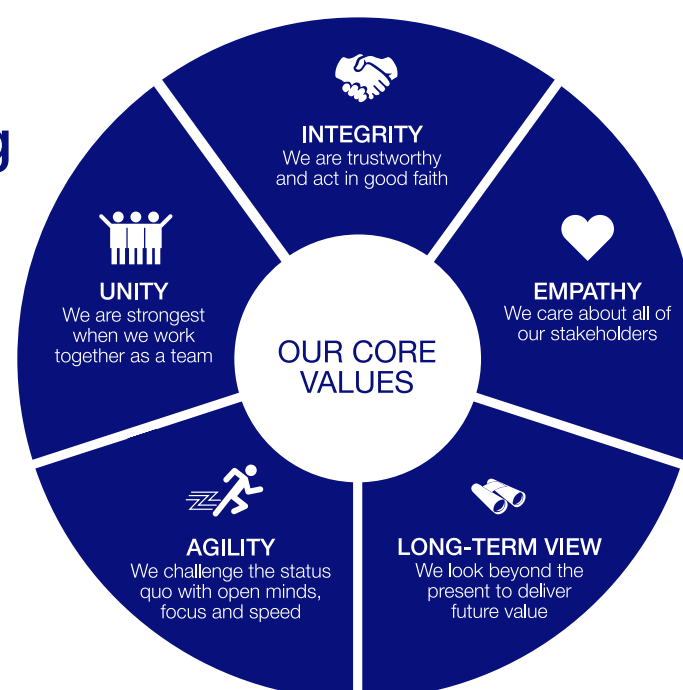 g
INTEGRITY
We are trustworthy
and act in good faith
EMPATHY
We care about all of
our stakeholders
LONG-TERM VIEW
We look beyond the
present to deliver
future value
AGILITY
We challenge the status
quo with open minds,
focus and speed
UNITY
We are strongest
when we work
together as a team
OUR CORE
VALUES